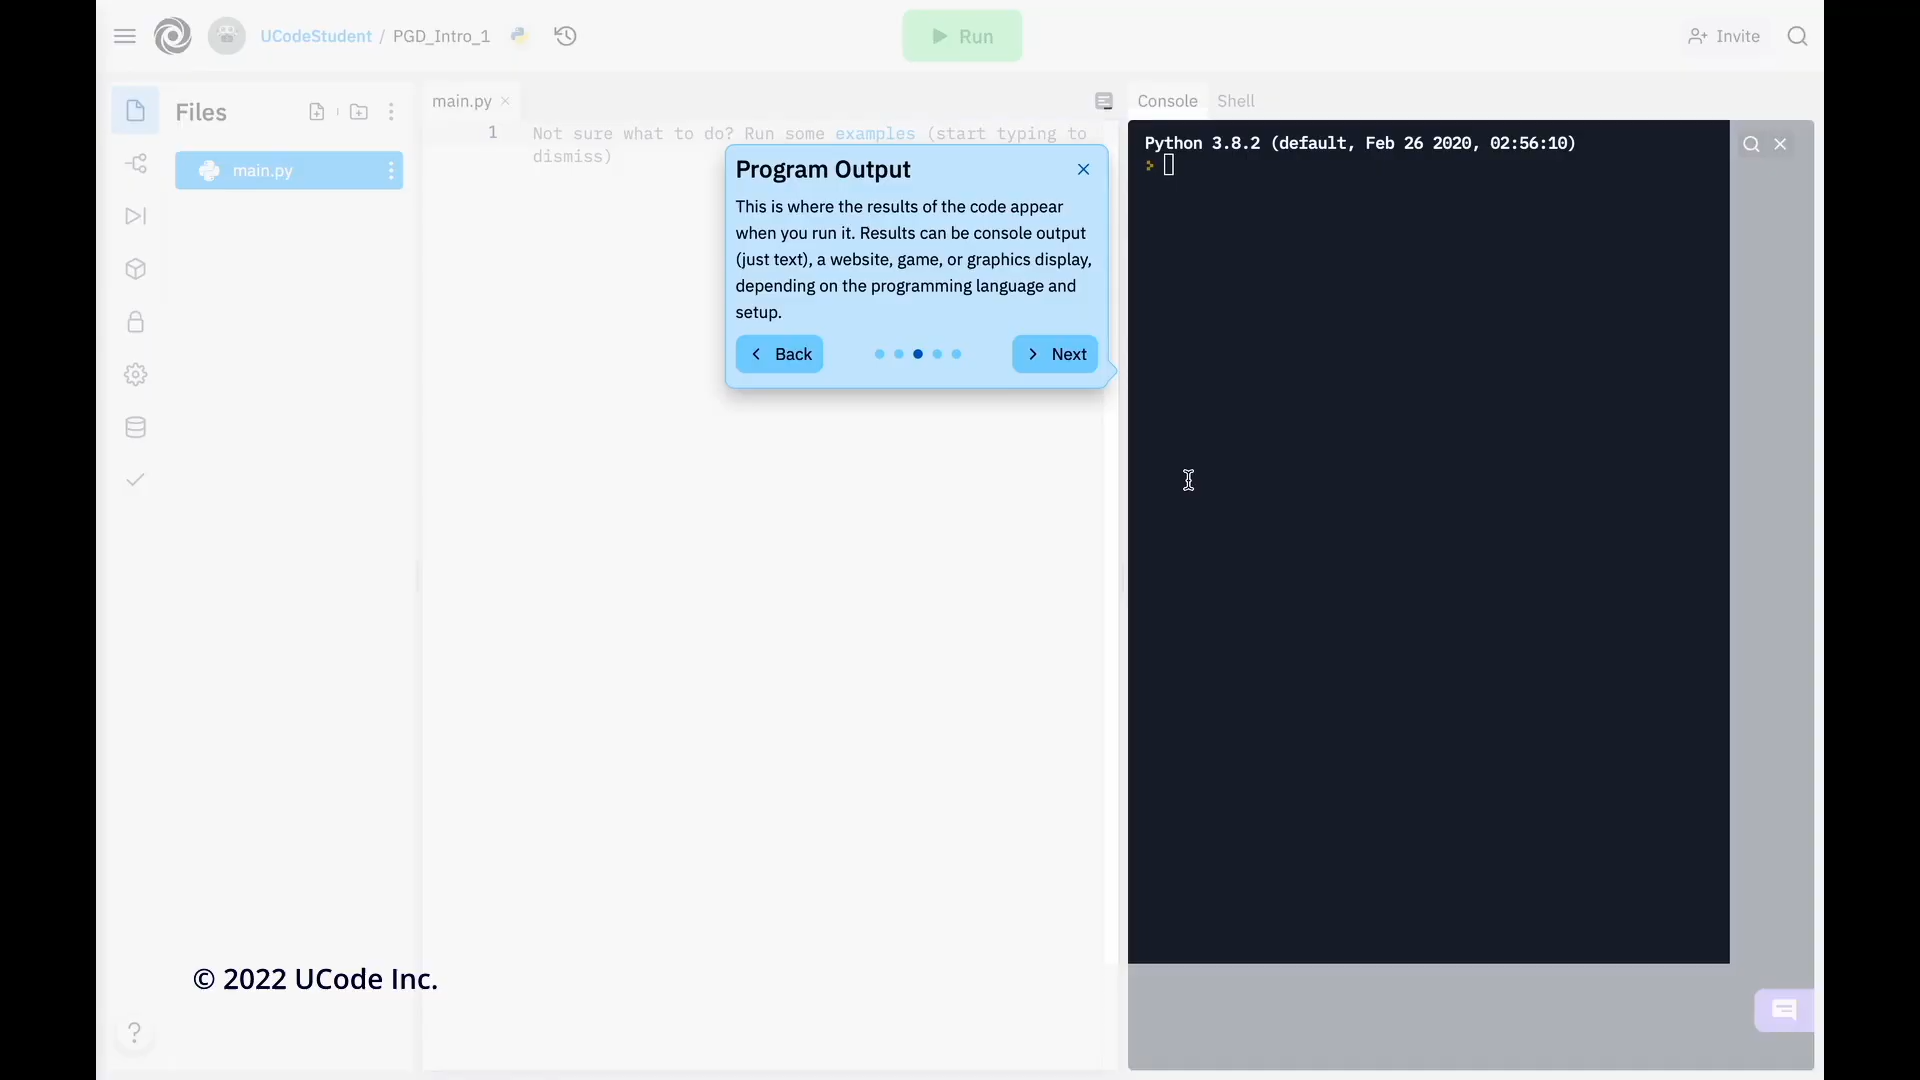 UCodeStudent / PGD_Intro_1
Run
Invite
Files
main.py
main.py
Console
Shell
1
Not sure what to do? Run some examples (start typing to
dismiss)
Program Output
This is where the results of the code appear
when you run it. Results can be console output
(just text), a website, game, or graphics display,
depending on the programming language and
setup.
Back
Next
Python 3.8.2 (default, Feb 26 2020, 02:56:10)
© 2022 UCode Inc.
?